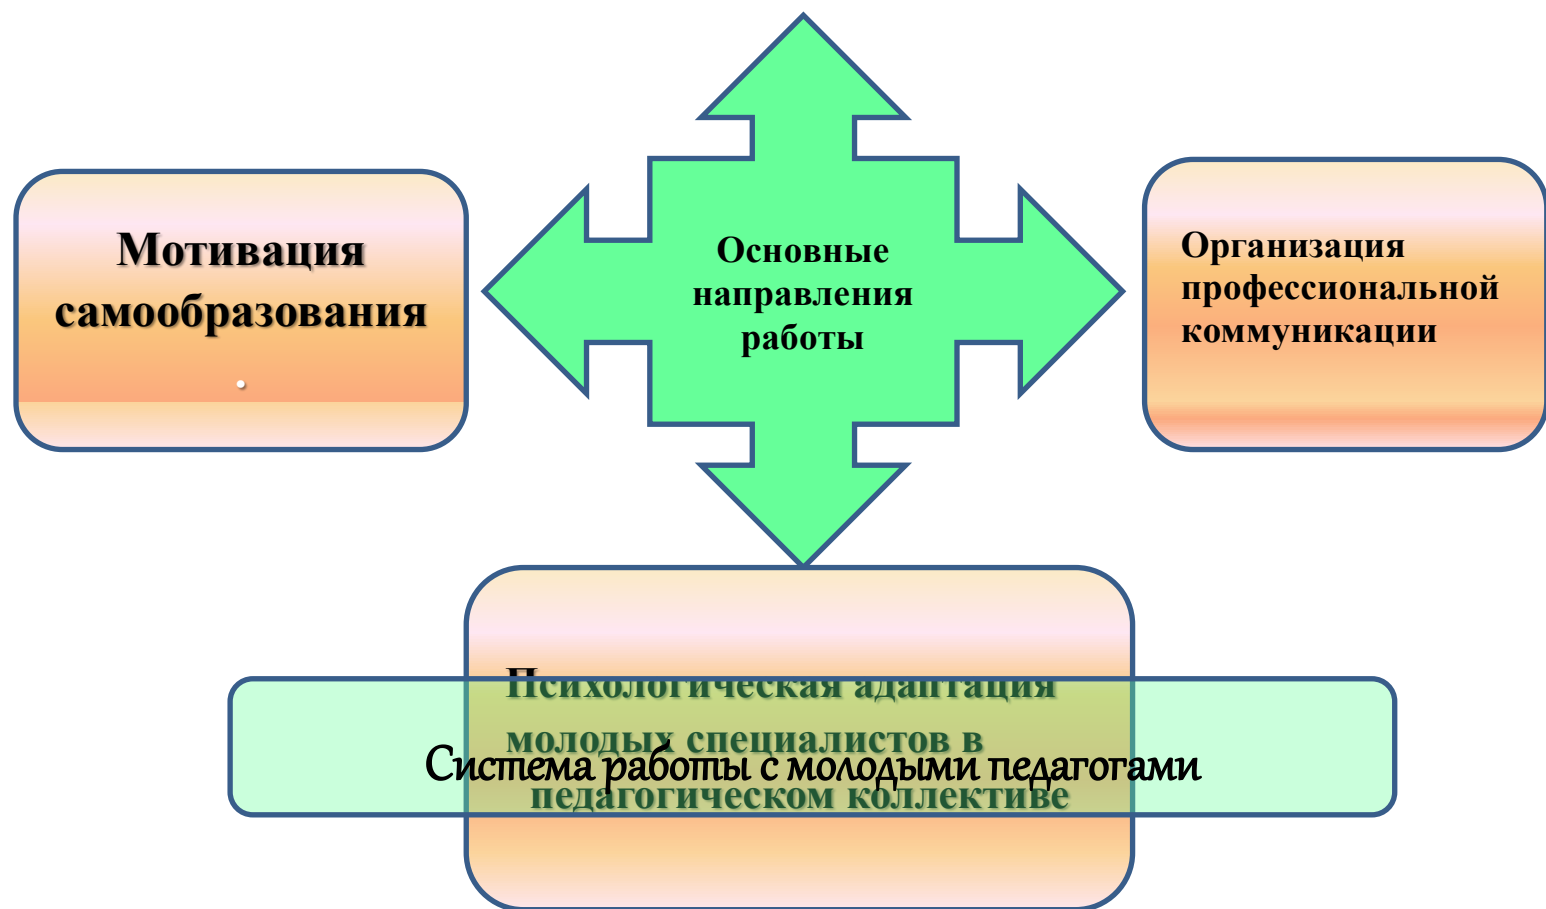 Основные
направления
работы
Мотивация
самообразования
.
Организация
профессиональной
коммуникации
Психологическая адаптация
молодых специалистов в
педагогическом коллективе
Система работы с молодыми педагогами